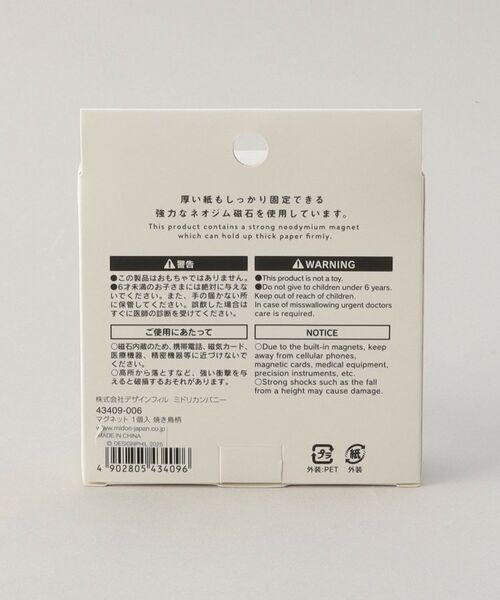 厚い紙もしっかり固定できる
強力なネオジム磁石を使用しています。
This product contains a strong neodymium magnet
which can hold up thick paper firmly.
⚠警告
●この製品はおもちゃではありません。
●6才未満のお子さまには絶対に与えな
いでください。また、手の届かない所
に保管してください。誤飲した場合は
すぐに医師の診断を受けてください。
⚠WARNING
●This product is not a toy.
●Do not give to children under 6 years.
Keep out of reach of children.
In case of misswallowing urgent doctors
care is required.
ご使用にあたって
○磁石内蔵のため、携帯電話、磁気カード、
医療機器、精密機器等に近づけないで
ください。
○高所から落とすなど、強い衝撃を与
えると破損するおそれがあります。
NOTICE
○Due to the built-in magnets, keep
away from cellular phones,
magnetic cards, medical equipment,
precision instruments, etc.
○Strong shocks such as the fall
from a height may cause damage.
株式会社デザインフィル ミドリカンパニー
43409-006
マグネット 1個入 焼き鳥柄
www.midori-japan.co.jp
MADE IN CHINA
© DESIGNPHIL 2025
4 902805 434096
プラ
外装:PET
紙
外装